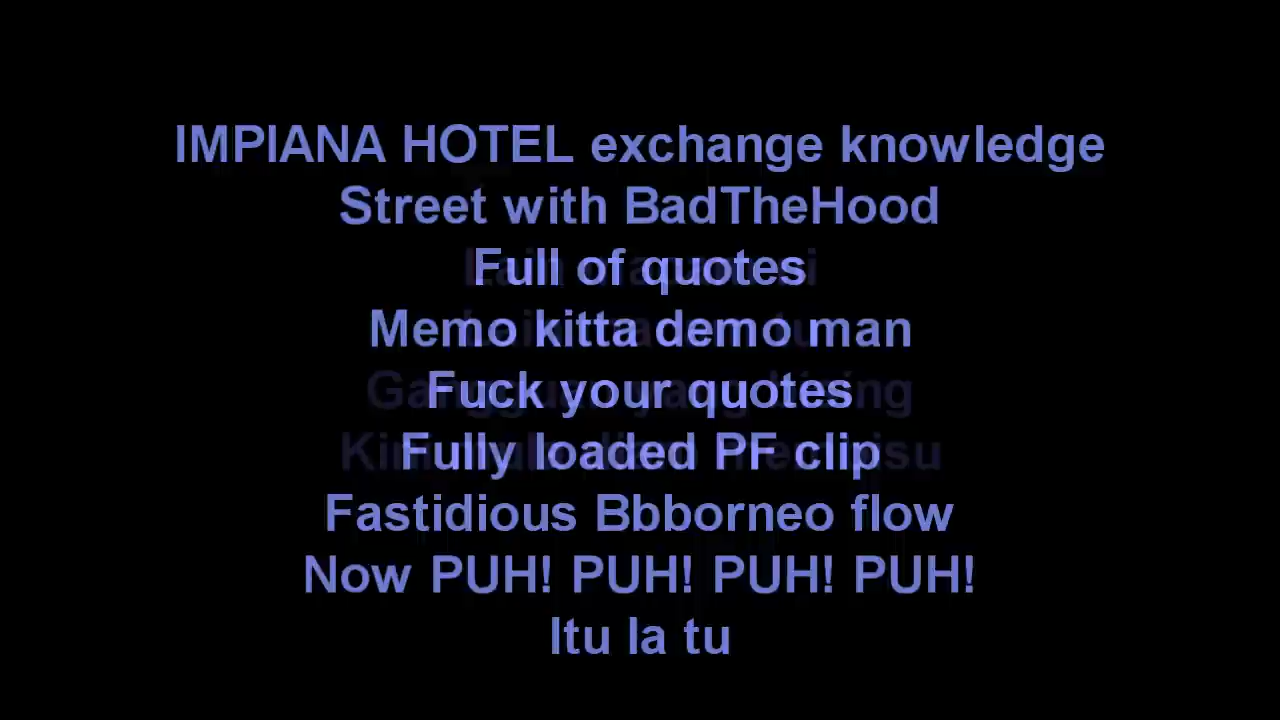 IMPIANA HOTEL exchange knowledge
Street with BadTheHood
Full of quotes
Memo kitta demo man
Fuck your quotes
Fully loaded PF clip
Fastidious Bbborneo flow
Now PUH! PUH! PUH! PUH!
Itu la tu